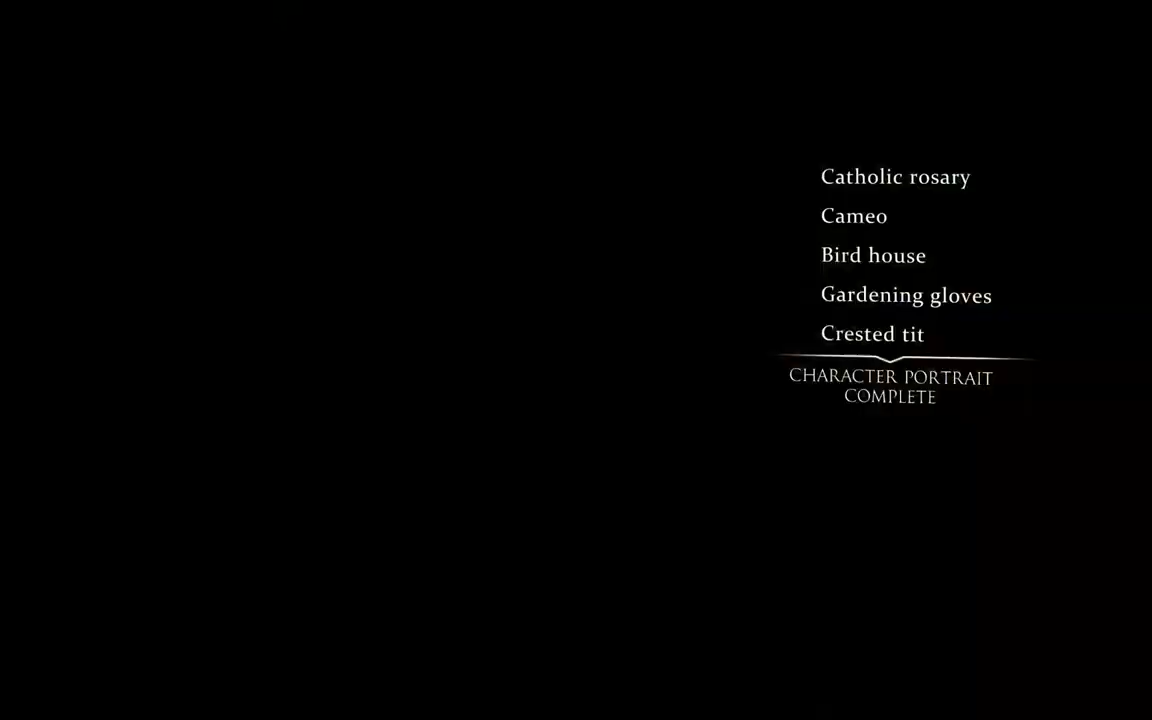 Catholic rosary
Cameo
Bird house
Gardening gloves
Crested tit
CHARACTER PORTRAIT
COMPLETE